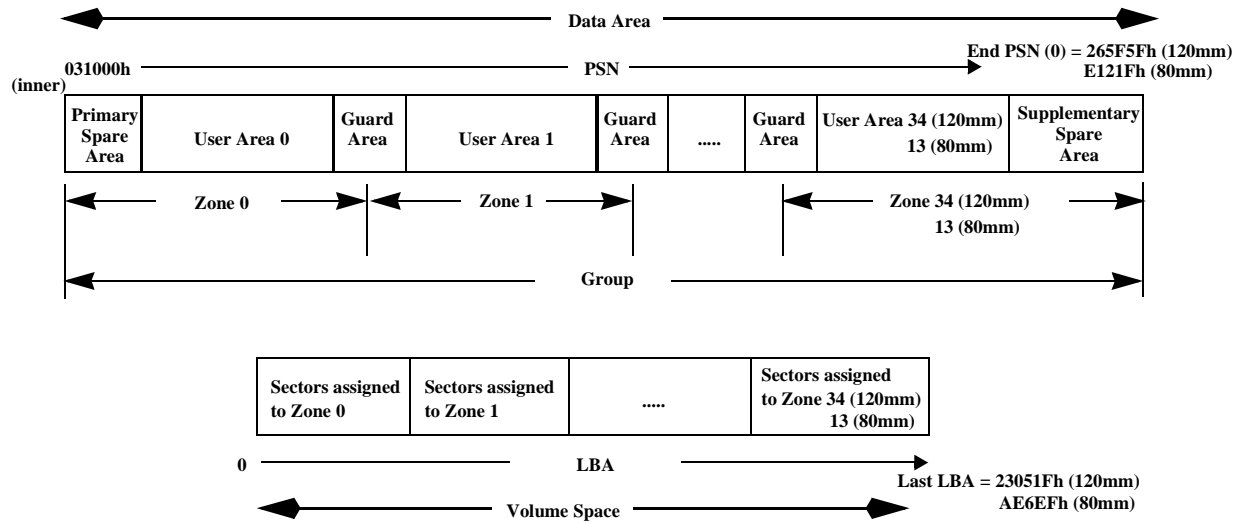 Data Area
End PSN (0) = 265F5Fh (120mm)
E121Fh (80mm)
031000h
PSN
(inner)
Primary Spare Area
User Area 0
Guard Area
User Area 1
Guard Area
.....
Guard Area
User Area 34 (120mm)
13 (80mm)
Supplementary Spare Area
Zone 0
Zone 1
Zone 34 (120mm)
13 (80mm)
Group
Sectors assigned
to Zone 0
Sectors assigned
to Zone 1
.....
Sectors assigned
to Zone 34 (120mm)
13 (80mm)
0
LBA
Last LBA = 23051Fh (120mm)
AE6EFh (80mm)
Volume Space